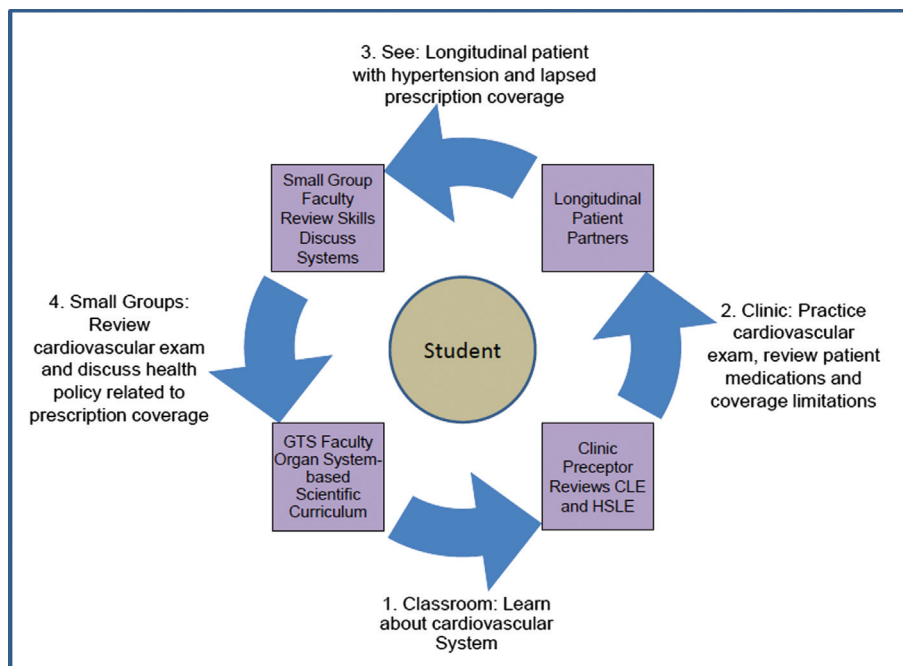 3. See: Longitudinal patient
with hypertension and lapsed
prescription coverage
Small Group
Faculty
Review Skills
Discuss
Systems
Longitudinal
Patient
Partners
4. Small Groups:
Review
cardiovascular exam
and discuss health
policy related to
prescription coverage
Student
2. Clinic: Practice
cardiovascular
exam, review patient
medications and
coverage limitations
GTS Faculty
Organ System-
based
Scientific
Curriculum
Clinic
Preceptor
Reviews CLE
and HSLE
1. Classroom: Learn
about cardiovascular
System